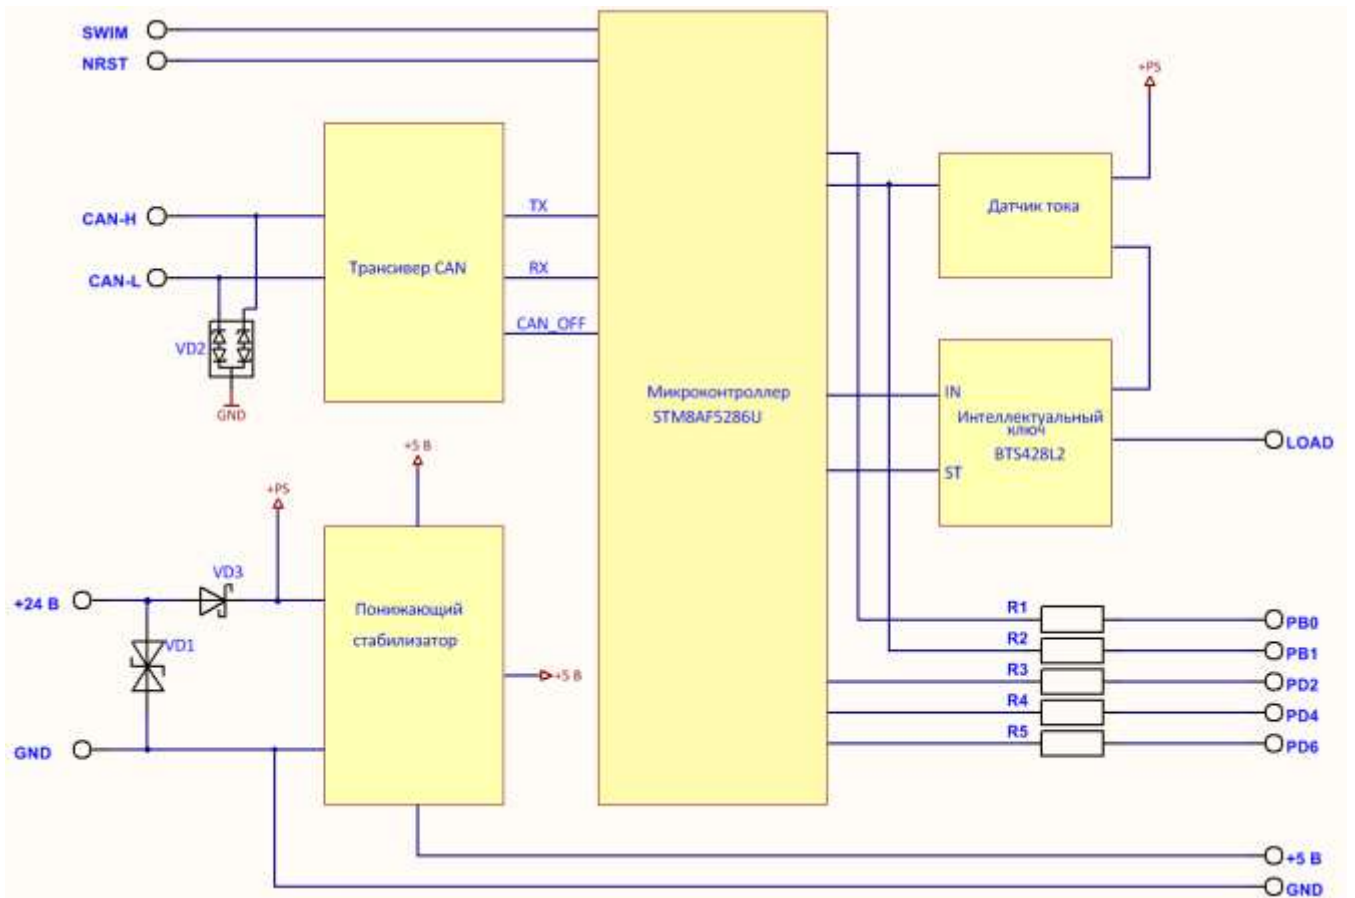 SWIM
NRST
+PS
Датчик тока
CAN-H
TX
CAN-L
Трансивер CAN
RX
CAN_OFF
VD2
GND
Микроконтроллер
STM8AF5286U
IN
Интеллектуальный
ключ
BTS428L2
ST
LOAD
+5 В
+PS
VD3
+24 В
Понижающий
стабилизатор
VD1
+5 В
GND
R1
PB0
R2
PB1
R3
PD2
R4
PD4
R5
PD6
+5 В
GND